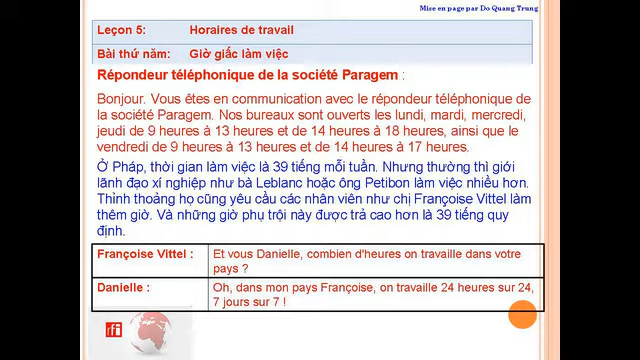 Mise en page par Do Quang Trung
Leçon 5: Horaires de travail
Bài thứ năm: Giờ giấc làm việc
Répondeur téléphonique de la société Paragem :
Bonjour. Vous êtes en communication avec le répondeur téléphonique de
la société Paragem. Nos bureaux sont ouverts les lundi, mardi, mercredi,
jeudi de 9 heures à 13 heures et de 14 heures à 18 heures, ainsi que le
vendredi de 9 heures à 13 heures et de 14 heures à 17 heures.
Ở Pháp, thời gian làm việc là 39 tiếng mỗi tuần. Nhưng thường thì giới
lãnh đạo xí nghiệp như bà Leblanc hoặc ông Petibon làm việc nhiều hơn.
Thỉnh thoảng họ cũng yêu cầu các nhân viên như chị Françoise Vittel làm
thêm giờ. Và những giờ phụ trội này được trả cao hơn là 39 tiếng quy
định.
Françoise Vittel : Et vous Danielle, combien d'heures on travaille dans votre
pays ?
Danielle : Oh, dans mon pays Françoise, on travaille 24 heures sur 24,
7 jours sur 7 !
rfi